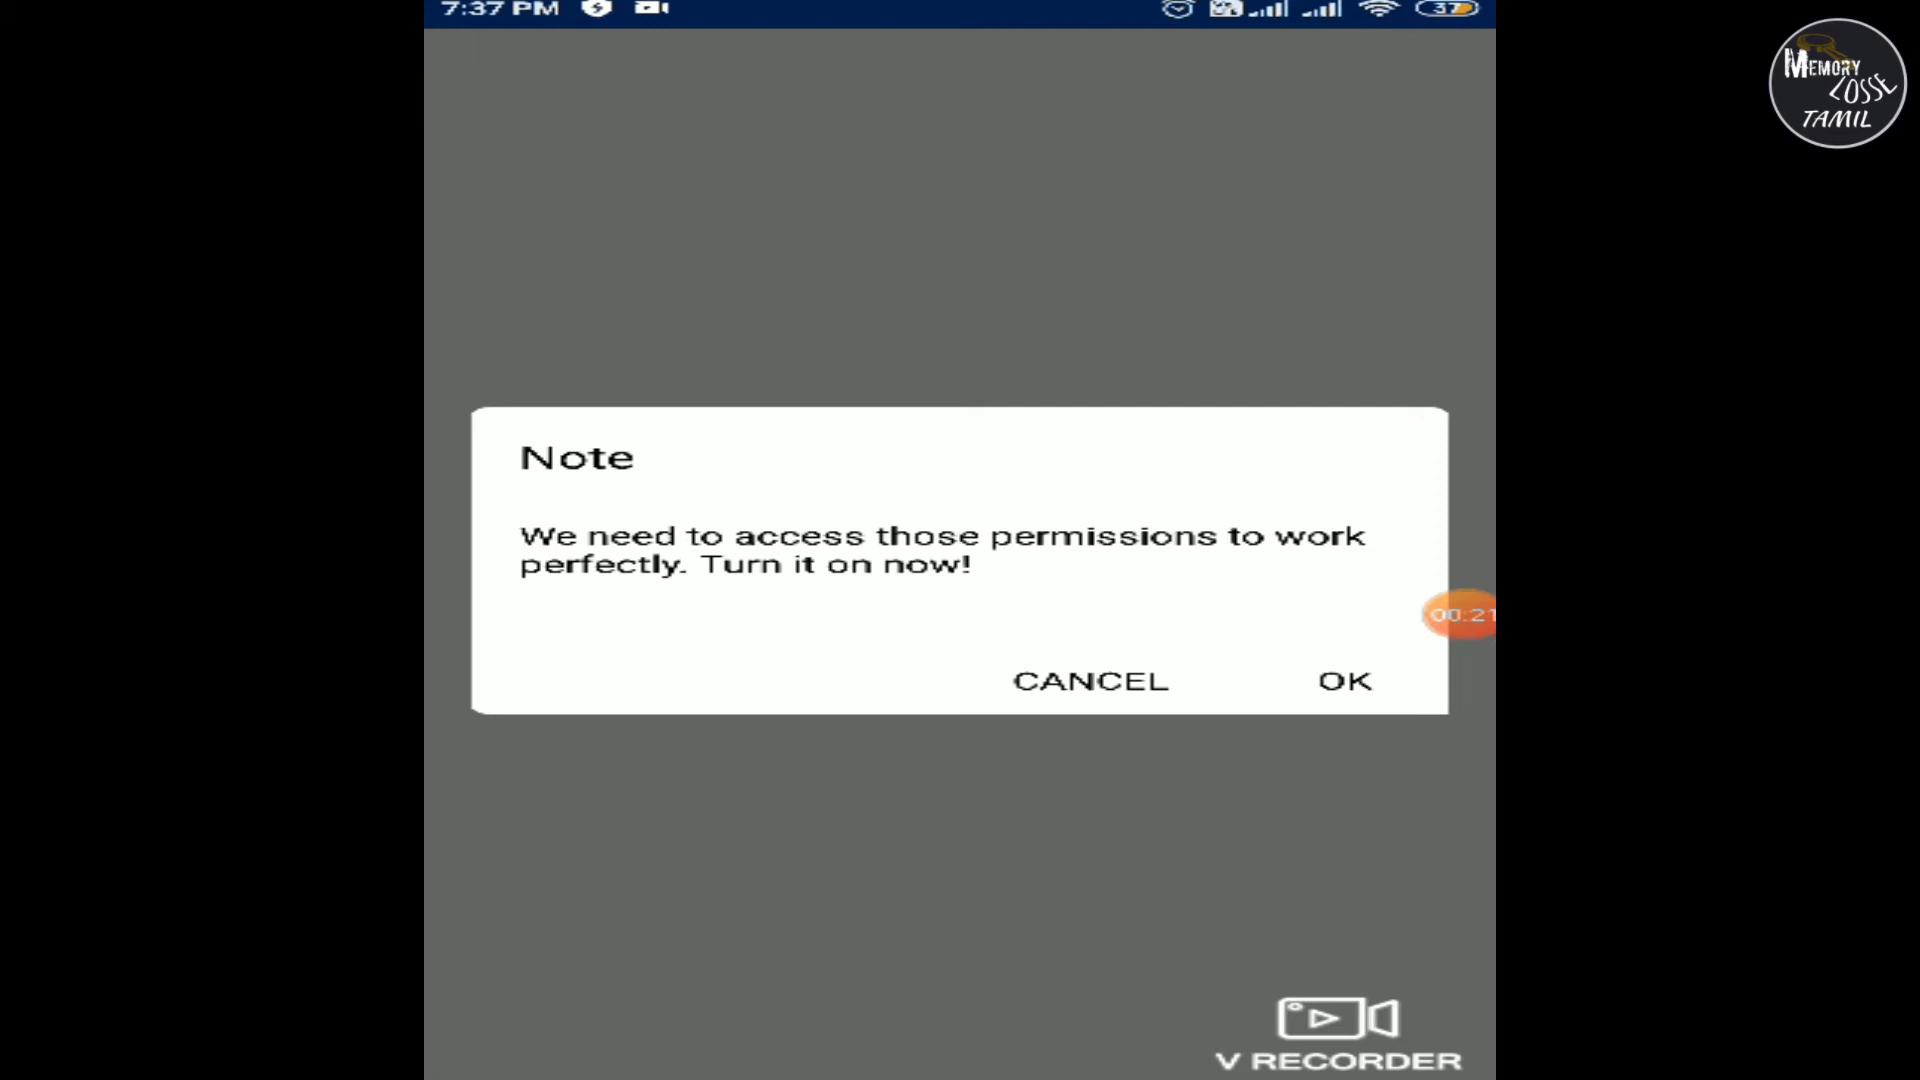 7:37 PM
37
MEMORY
LOSSE
TAMIL
Note
We need to access those permissions to work
perfectly. Turn it on now!
00:21
CANCEL OK
V RECORDER